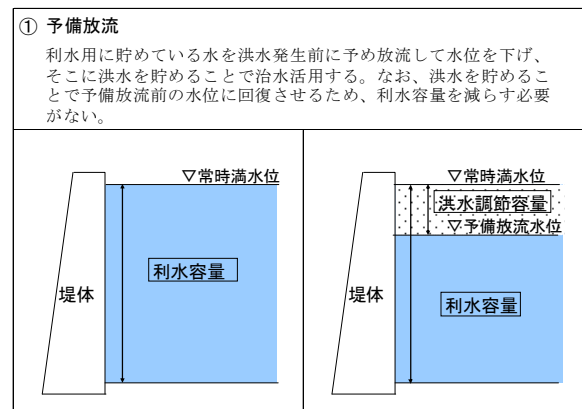 ① 予備放流
利水用に貯めている水を洪水発生前に予め放流して水位を下げ、
そこに洪水を貯めることで治水活用する。なお、洪水を貯めるこ
とで予備放流前の水位に回復させるため、利水容量を減らす必要
がない。
▽常時満水位
利水容量
堤体
▽常時満水位
洪水調節容量
▽予備放流水位
利水容量
堤体